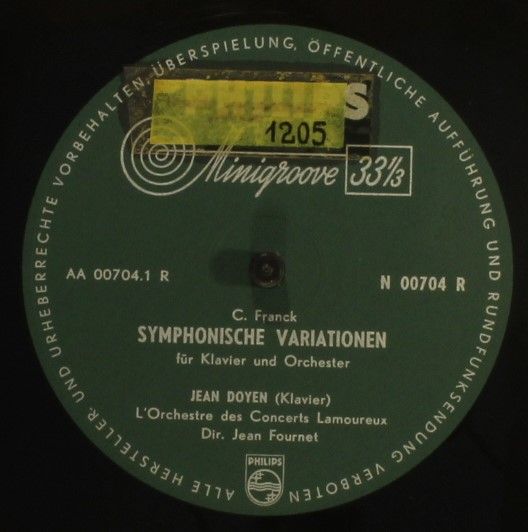 ALLE HERSTELLER- UND URHEBERRECHTE VORBEHALTEN, ÜBERSPIELUNG, ÖFFENTLICHE AUFFÜHRUNG UND RUNDFUNKSENDUNG VERBOTEN
S
1205
Minigroove 33⅓
AA 00704.1 R
N 00704 R
C. Franck
SYMPHONISCHE VARIATIONEN
für Klavier und Orchester
JEAN DOYEN (Klavier)
L'Orchestre des Concerts Lamoureux
Dir. Jean Fournet
PHILIPS